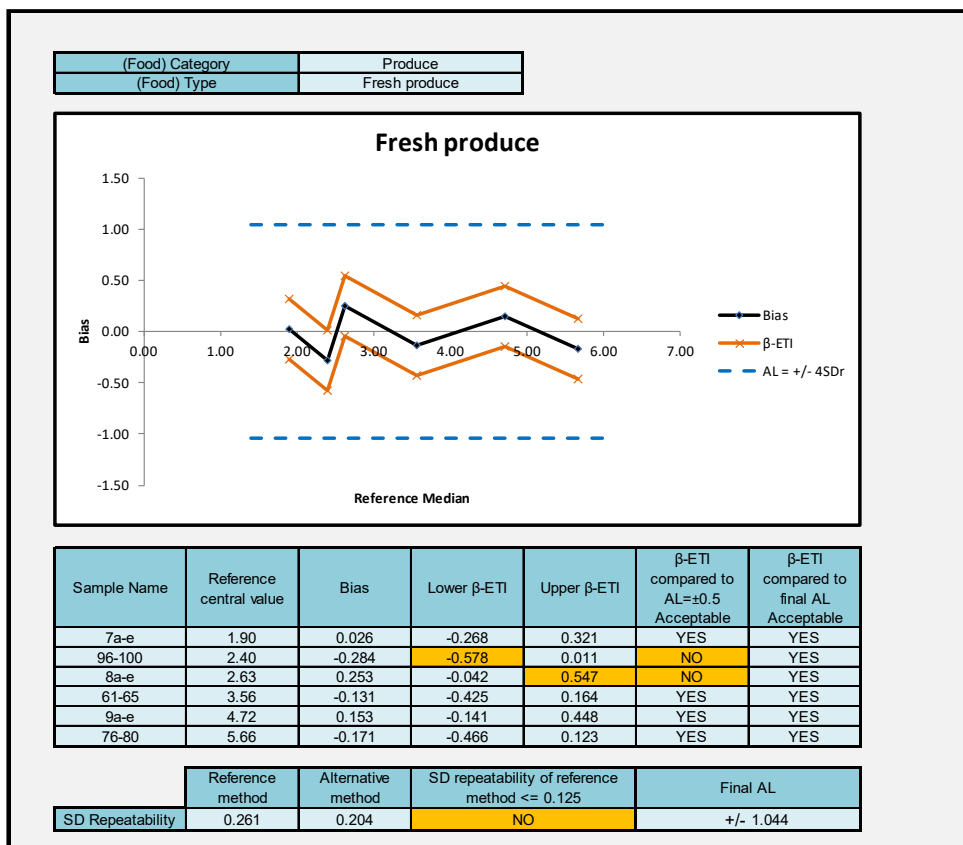 (Food) Category Produce
(Food) Type Fresh produce
Fresh produce
1.50
1.00
0.50
0.00
-0.50
-1.00
-1.50
Bias
0.00 1.00 2.00 3.00 4.00 5.00 6.00 7.00
Reference Median
Bias
β-ETI
AL = +/- 4SDr
Sample Name Reference central value Bias Lower β-ETI Upper β-ETI β-ETI compared to AL=±0.5 Acceptable β-ETI compared to final AL Acceptable
7a-e 1.90 0.026 -0.268 0.321 YES YES
96-100 2.40 -0.284 -0.578 0.011 NO YES
8a-e 2.63 0.253 -0.042 0.547 NO YES
61-65 3.56 -0.131 -0.425 0.164 YES YES
9a-e 4.72 0.153 -0.141 0.448 YES YES
76-80 5.66 -0.171 -0.466 0.123 YES YES
Reference method Alternative method SD repeatability of reference method <= 0.125 Final AL
SD Repeatability 0.261 0.204 NO +/- 1.044